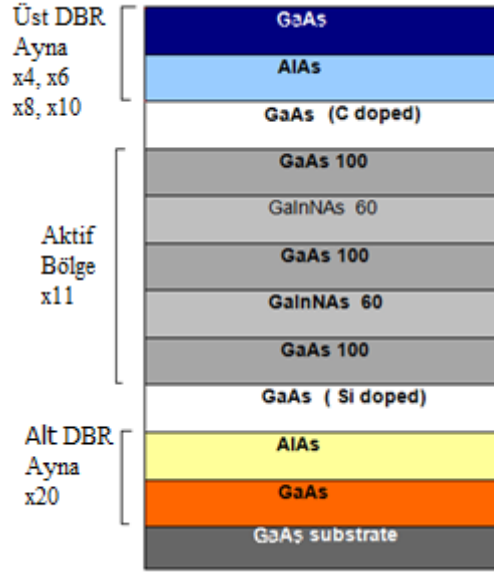 Üst DBR
Ayna
x4, x6
x8, x10
GaAs
AlAs
GaAs (C doped)
GaAs 100
GaInNAs 60
GaAs 100
GaInNAs 60
GaAs 100
Aktif
Bölge
x11
GaAs ( Si doped)
Alt DBR
Ayna
x20
AlAs
GaAs
GaAs substrate